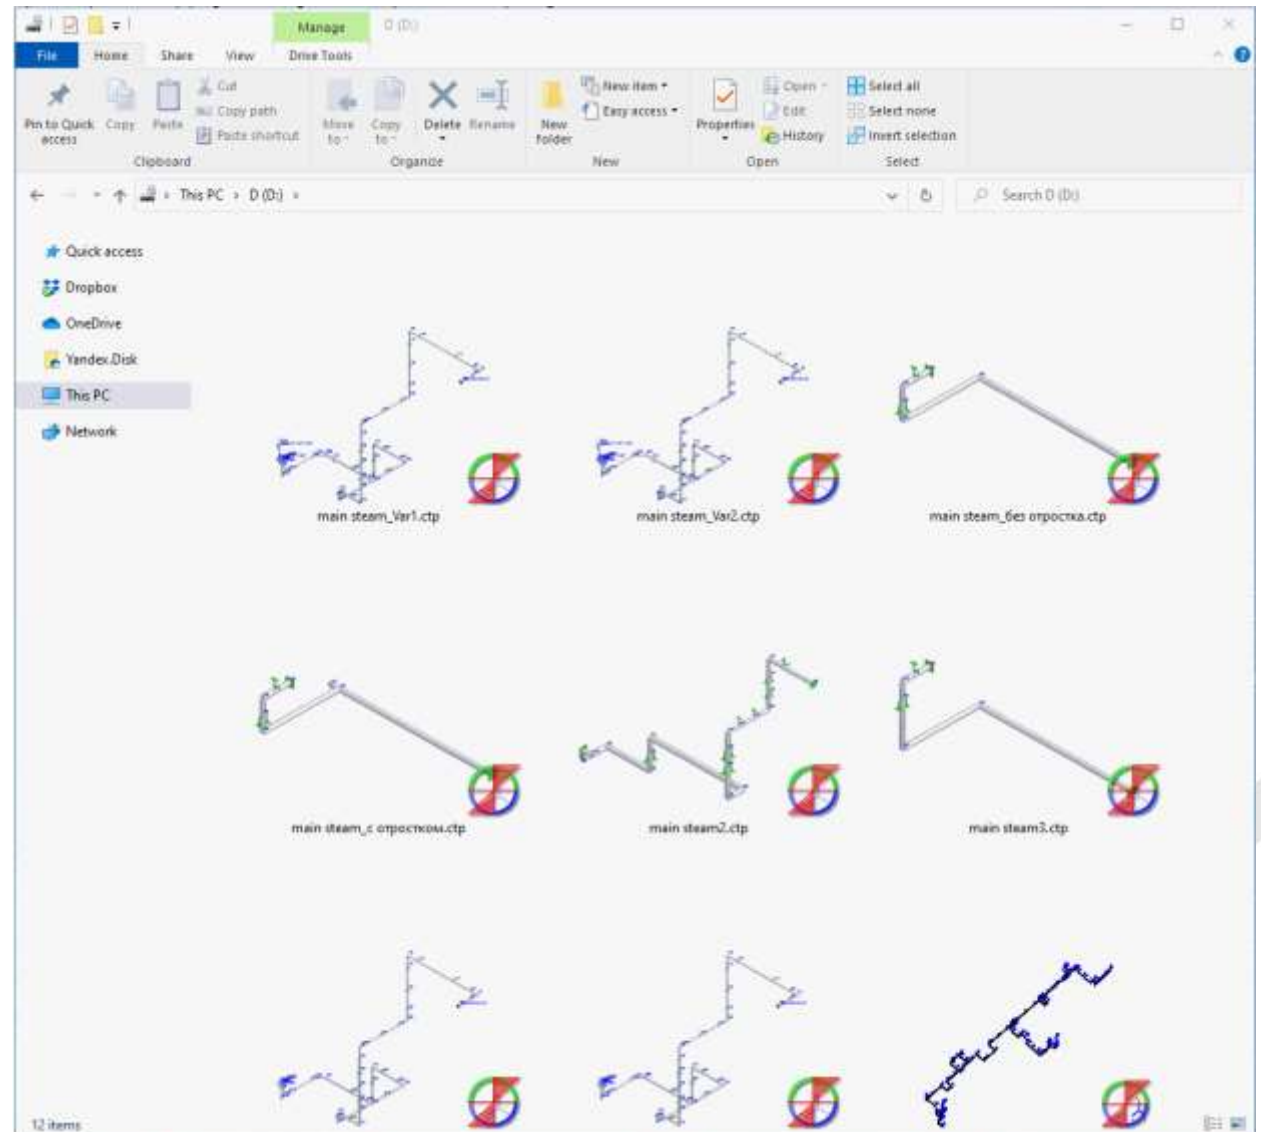 Manage
D (D:)
File
Home
Share
View
Drive Tools
Pin to Quick access
Copy
Paste
Cut
Copy path
Paste shortcut
Clipboard
Move to
Copy to
Delete
Rename
Organize
New folder
New item
Easy access
New
Properties
Open
Edit
History
Open
Select all
Select none
Invert selection
Select
This PC
D (D:)
Search D (D:)
Quick access
Dropbox
OneDrive
Yandex.Disk
This PC
Network
main steam_Var1.ctp
main steam_Var2.ctp
main steam_без отростка.ctp
main steam_с отростком.ctp
main steam2.ctp
main steam3.ctp
12 items